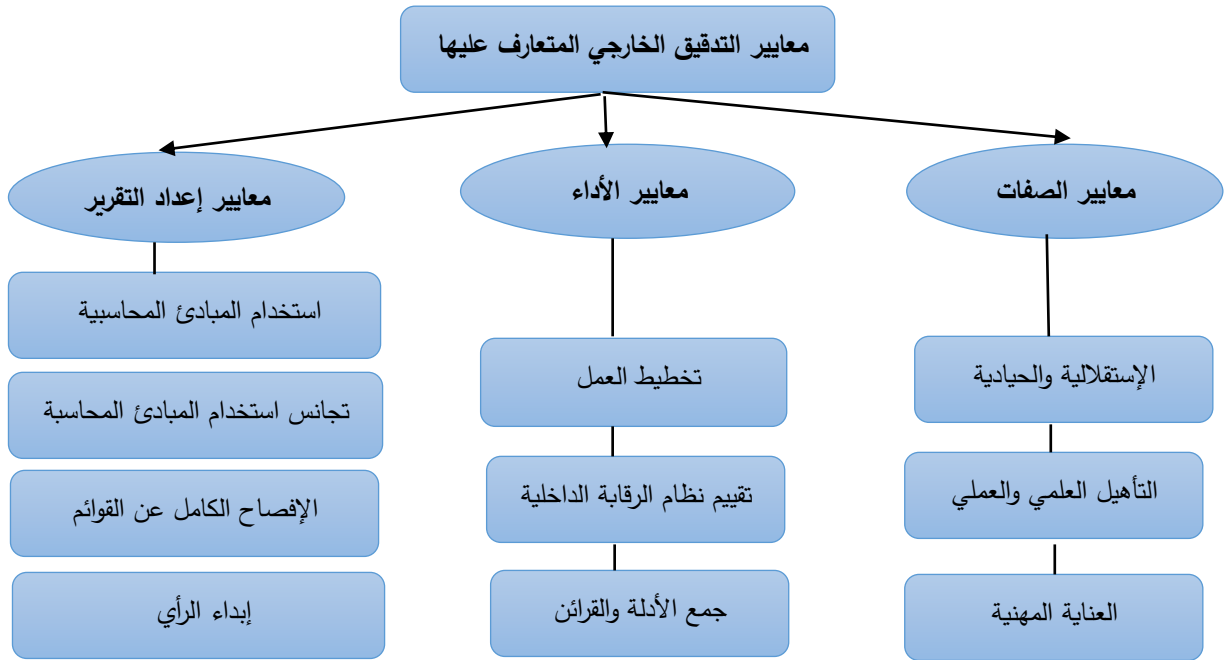 معايير التدقيق الخارجي المتعارف عليها
معايير الصفات
معايير الأداء
معايير إعداد التقرير
الإستقلالية والحيادية
التأهيل العلمي والعملي
العناية المهنية
تخطيط العمل
تقييم نظام الرقابة الداخلية
جمع الأدلة والقرائن
استخدام المبادئ المحاسبية
تجانس استخدام المبادئ المحاسبة
الإفصاح الكامل عن القوائم
إبداء الرأي